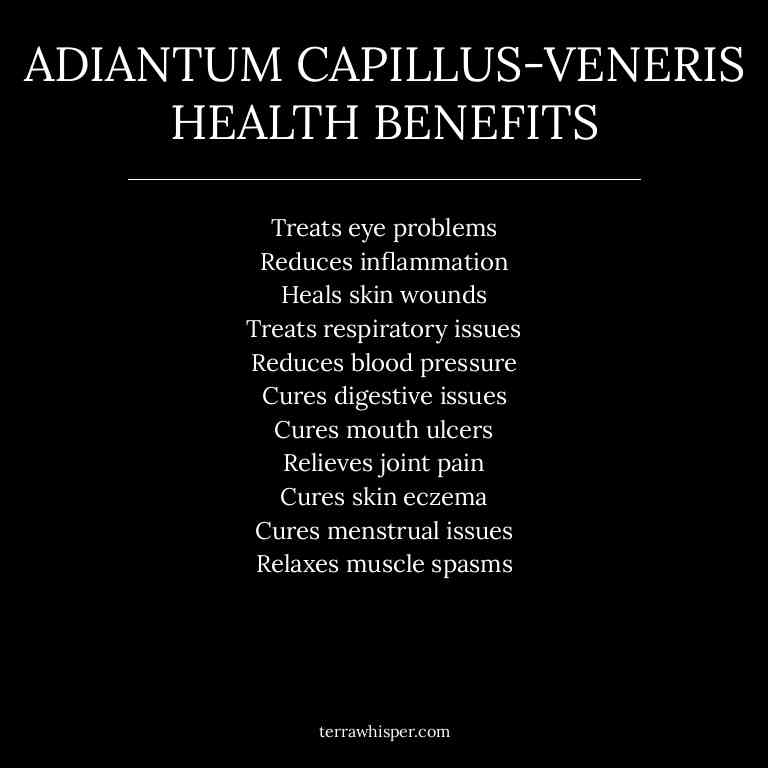 ADIANTUM CAPILLUS-VENERIS
HEALTH BENEFITS
Treats eye problems
Reduces inflammation
Heals skin wounds
Treats respiratory issues
Reduces blood pressure
Cures digestive issues
Cures mouth ulcers
Relieves joint pain
Cures skin eczema
Cures menstrual issues
Relaxes muscle spasms
terrawhisper.com